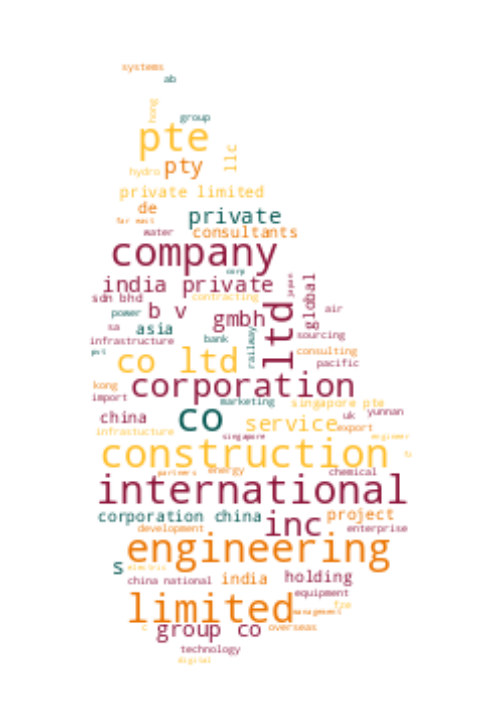 systems
ab
hong
group
pte
llc
hydro pty
private limited
de
far east private
water consultants
company
corp
india private japan
sdn bhd contracting global
power b v gmbh ltd air
sa asia bank railway sourcing
infrastructure
pvt co ltd consulting
pacific
kong corporation
import marketing singapore pte
china co uk yunnan
infrastucture service export
singapore engineer
construction
partners energy chemical
international
corporation china inc project
development enterprise
engineering
s electric
china national india holding
equipment
limited fze
management
c group co overseas
technology
digital